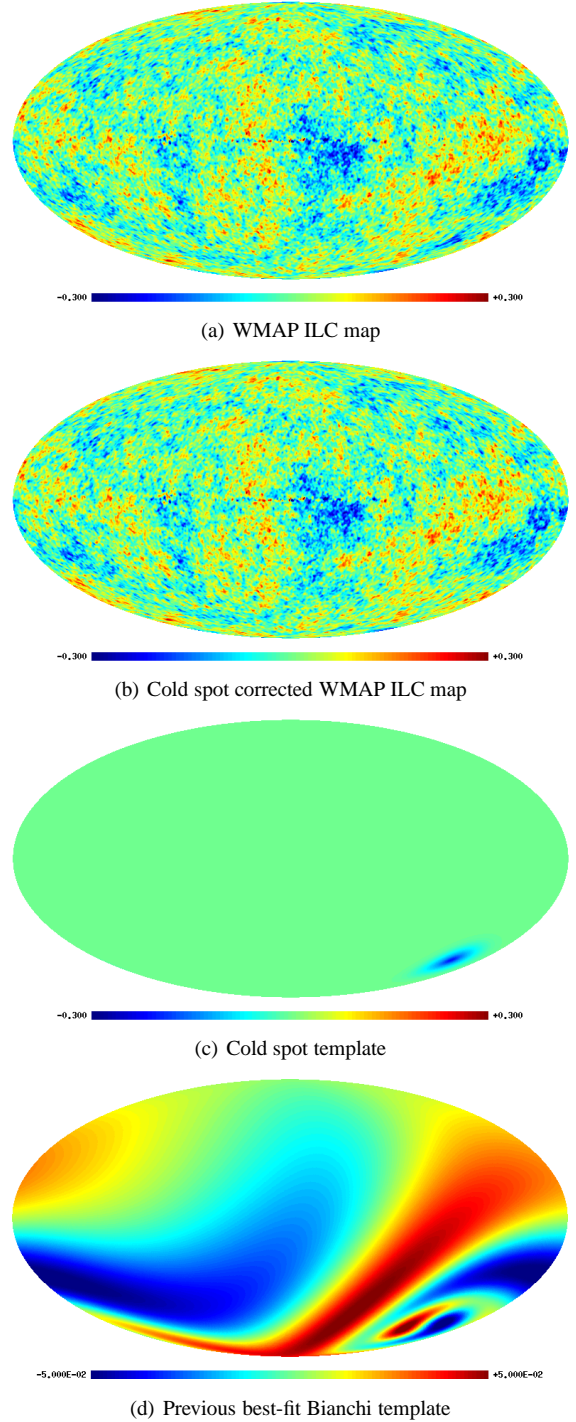 -0.300 +0.300
(a) WMAP ILC map
-0.300 +0.300
(b) Cold spot corrected WMAP ILC map
-0.300 +0.300
(c) Cold spot template
-5.000E-02 +5.000E-02
(d) Previous best-fit Bianchi template